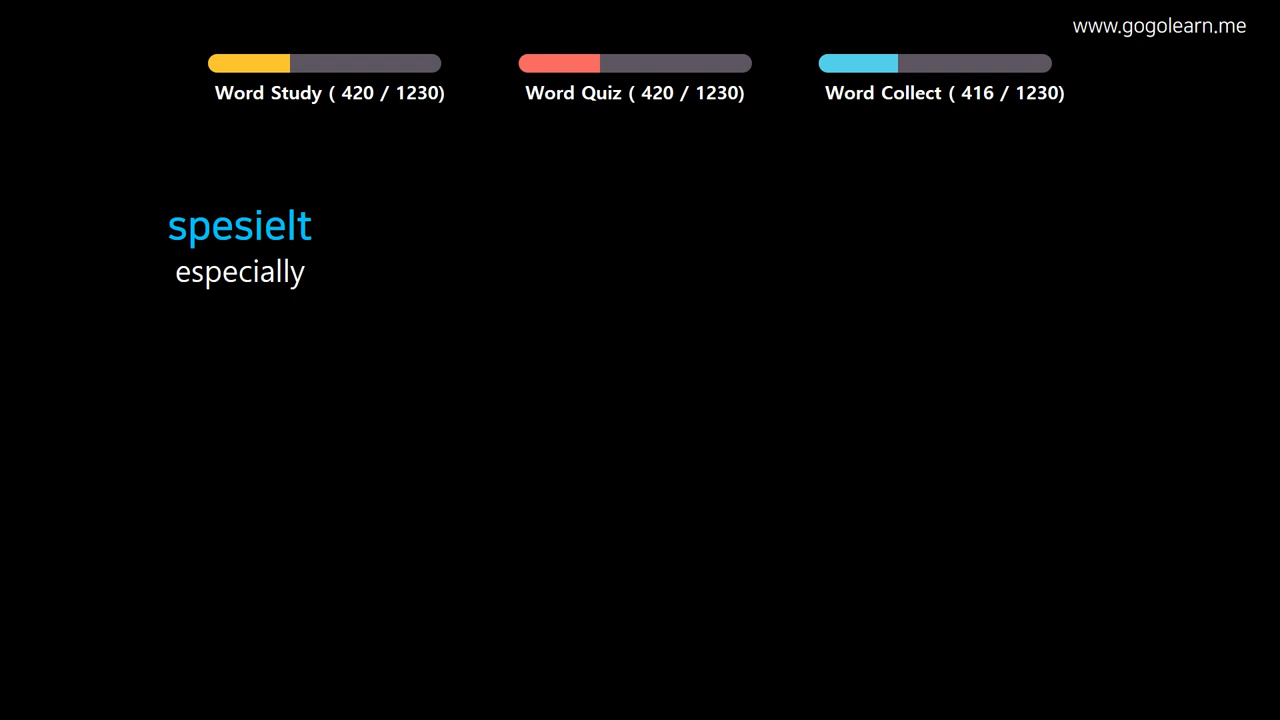 www.gogolearn.me
Word Study ( 420 / 1230)
Word Quiz ( 420 / 1230)
Word Collect ( 416 / 1230)
spesielt
especially